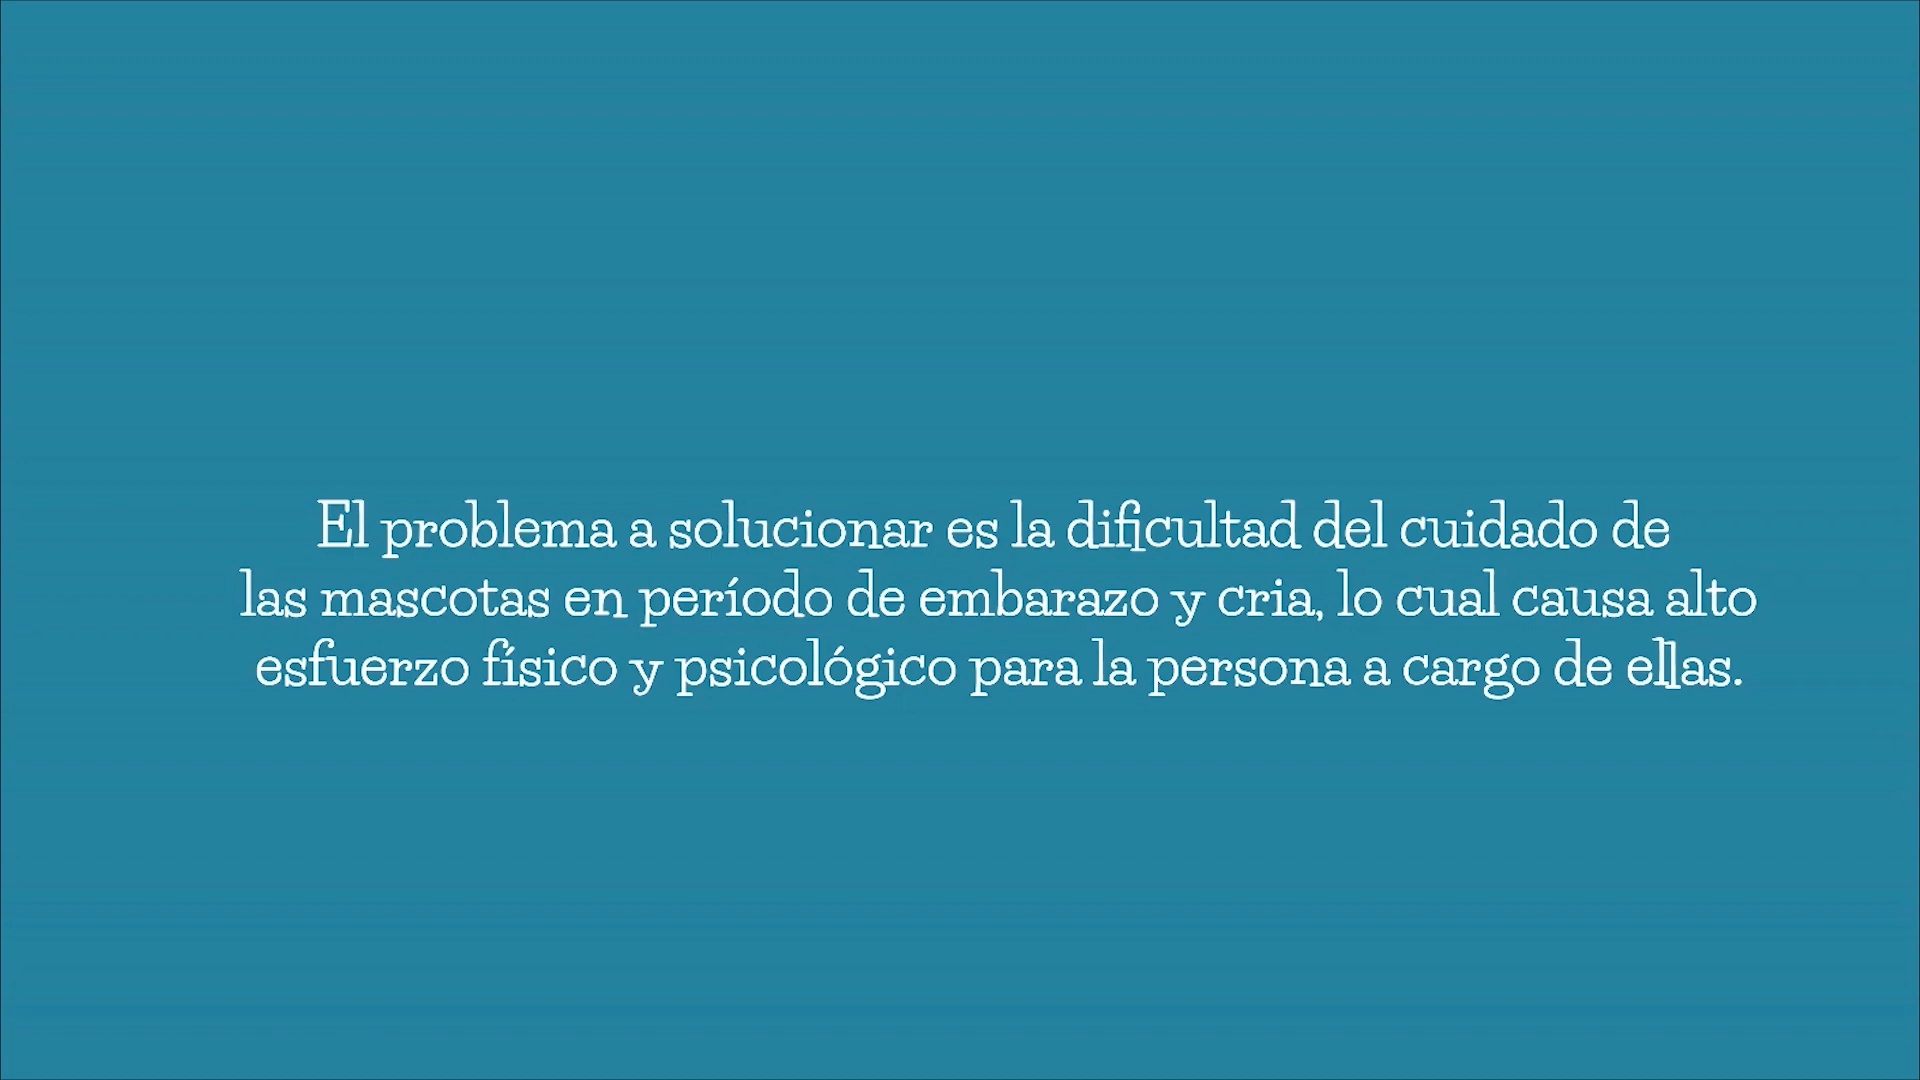 El problema a solucionar es la dificultad del cuidado de
las mascotas en período de embarazo y cria, lo cual causa alto
esfuerzo físico y psicológico para la persona a cargo de ellas.